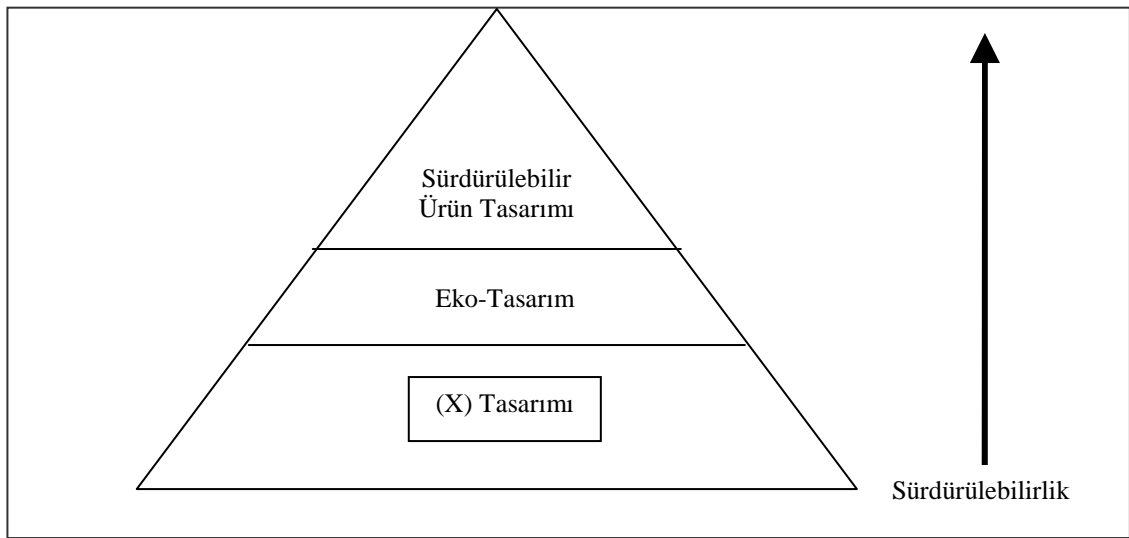 Sürdürülebilir
Ürün Tasarımı
Eko-Tasarım
(X) Tasarımı
Sürdürülebilirlik